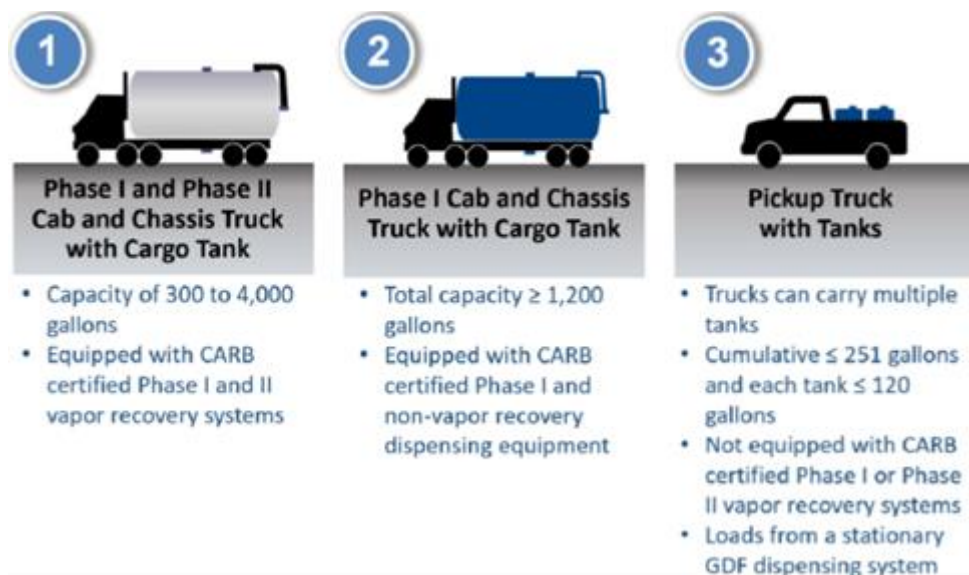 1
Phase I and Phase II
Cab and Chassis Truck
with Cargo Tank
• Capacity of 300 to 4,000
gallons
• Equipped with CARB
certified Phase I and II
vapor recovery systems
2
Phase I Cab and Chassis
Truck with Cargo Tank
• Total capacity ≥ 1,200
gallons
• Equipped with CARB
certified Phase I and
non-vapor recovery
dispensing equipment
3
Pickup Truck
with Tanks
• Trucks can carry multiple
tanks
• Cumulative ≤ 251 gallons
and each tank ≤ 120
gallons
• Not equipped with CARB
certified Phase I or Phase
II vapor recovery systems
• Loads from a stationary
GDF dispensing system